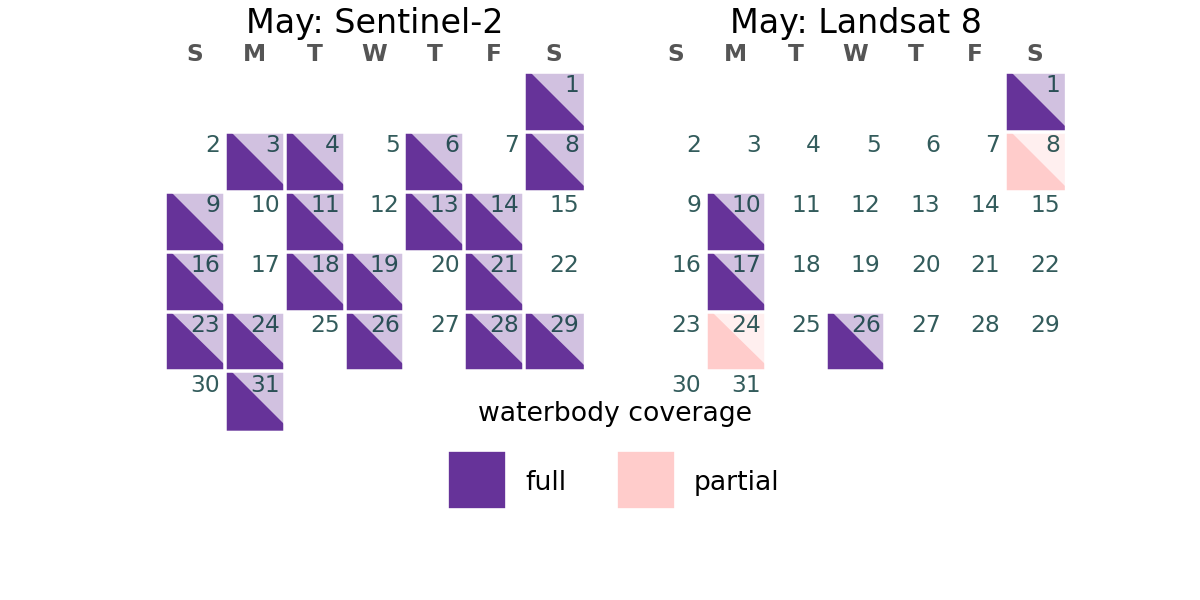 May: Sentinel-2
S M T W T F S
1
2 3 4 5 6 7 8
9 10 11 12 13 14 15
16 17 18 19 20 21 22
23 24 25 26 27 28 29
30 31
May: Landsat 8
S M T W T F S
1
2 3 4 5 6 7 8
9 10 11 12 13 14 15
16 17 18 19 20 21 22
23 24 25 26 27 28 29
30 31
waterbody coverage
full partial